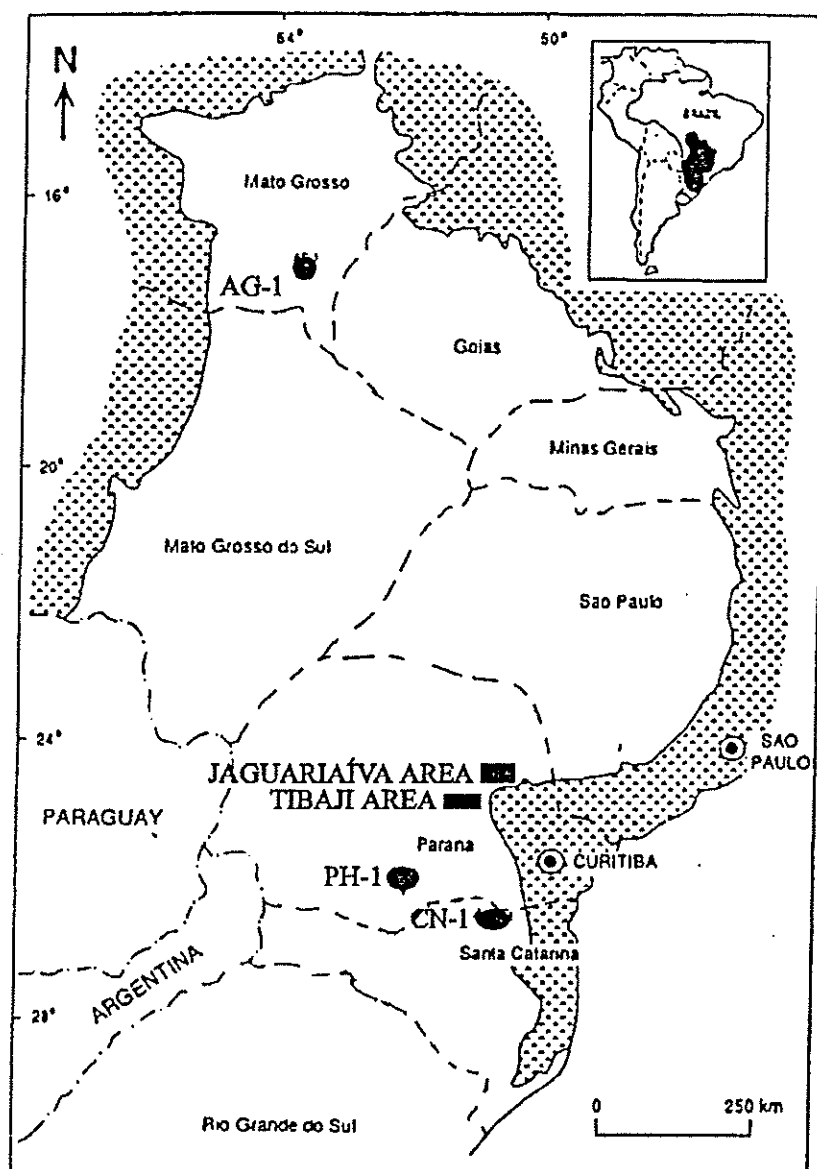 54°
50°
N
BRAZIL
16°
Mato Grosso
AG-1
Goias
Minas Gerais
20°
Mato Grosso do Sul
Sao Paulo
24°
SAO
PAULO
JAGUARIAÍVA AREA
TIBAJI AREA
PARAGUAY
Parana
CURITIBA
PH-1
CN-1
Santa Catarina
ARGENTINA
28°
0
250 km
Rio Grande do Sul